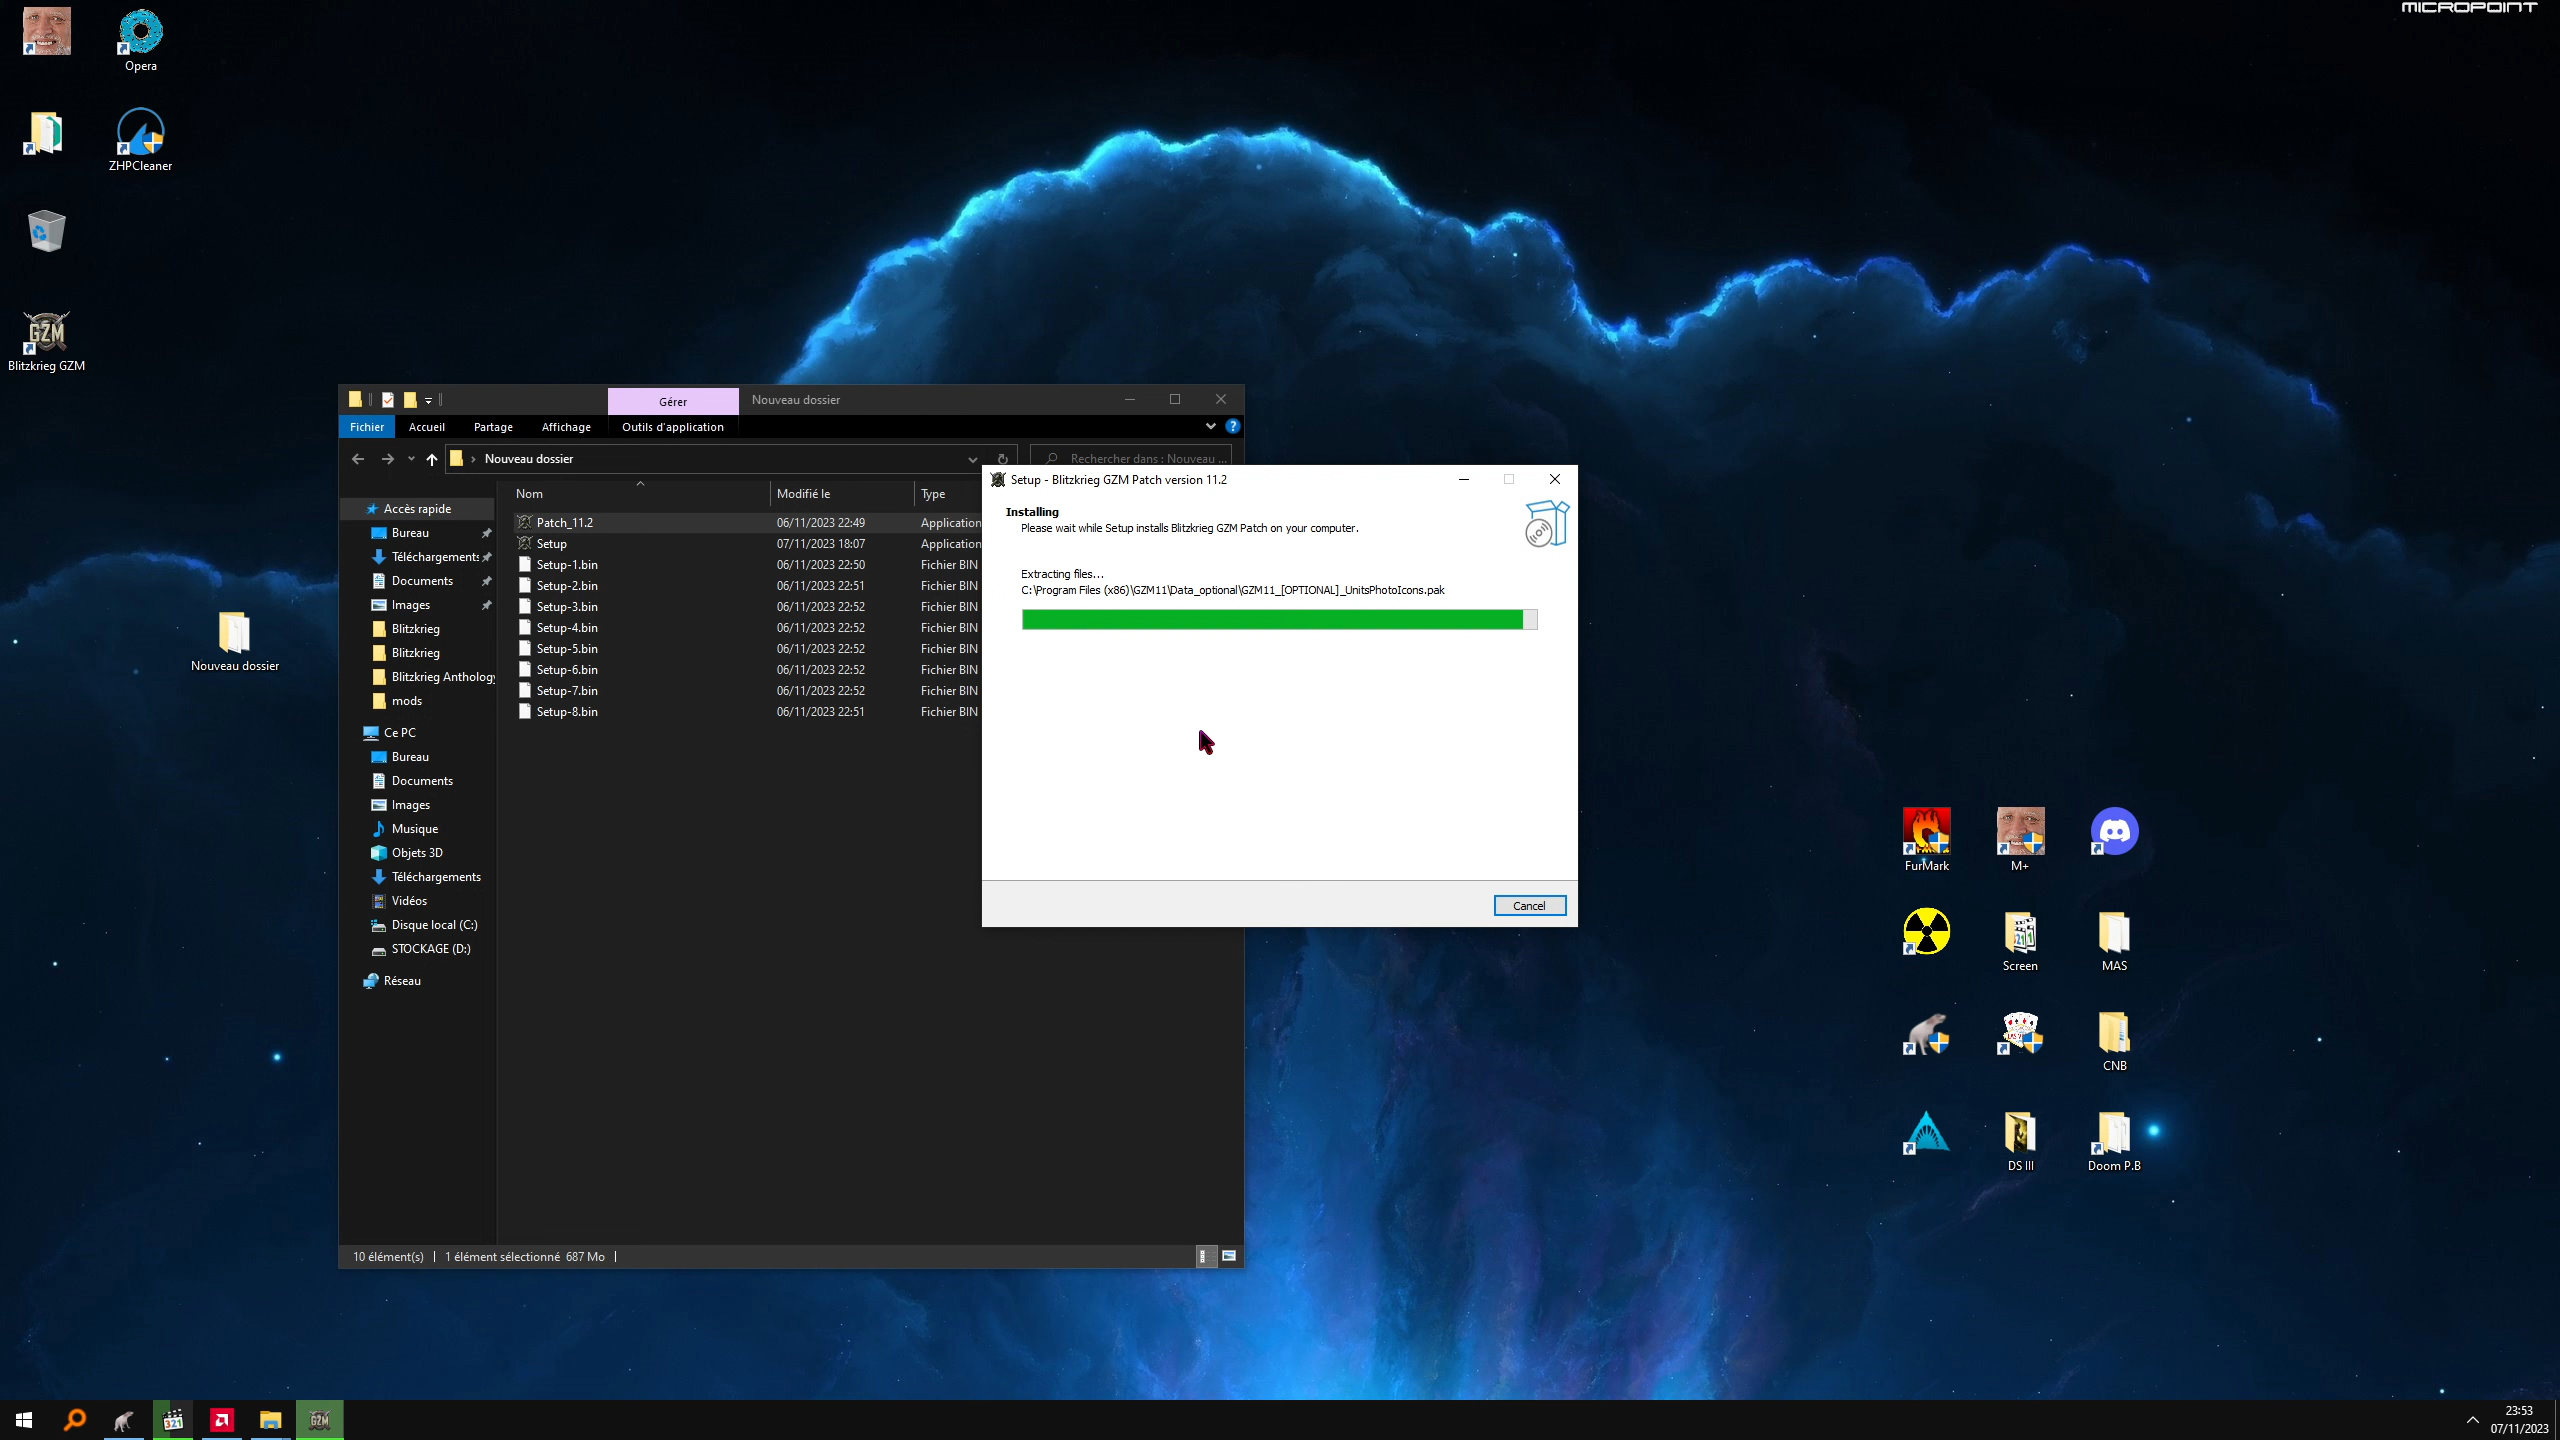 MICROPOINT
Opera
ZHPCleaner
GZM
Blitzkrieg GZM
Nouveau dossier
Gérer
Nouveau dossier
Fichier
Accueil
Partage
Affichage
Outils d'application
?
Nouveau dossier
Rechercher dans : Nouveau ...
Nom
Modifié le
Type
Accès rapide
Bureau
Téléchargements
Documents
Images
Blitzkrieg
Blitzkrieg
Blitzkrieg Anthology
mods
Ce PC
Bureau
Documents
Images
Musique
Objets 3D
Téléchargements
Vidéos
Disque local (C:)
STOCKAGE (D:)
Réseau
Patch_11.2 06/11/2023 22:49 Application
Setup 07/11/2023 18:07 Application
Setup-1.bin 06/11/2023 22:50 Fichier BIN
Setup-2.bin 06/11/2023 22:51 Fichier BIN
Setup-3.bin 06/11/2023 22:52 Fichier BIN
Setup-4.bin 06/11/2023 22:52 Fichier BIN
Setup-5.bin 06/11/2023 22:52 Fichier BIN
Setup-6.bin 06/11/2023 22:52 Fichier BIN
Setup-7.bin 06/11/2023 22:52 Fichier BIN
Setup-8.bin 06/11/2023 22:51 Fichier BIN
10 élément(s)
1 élément sélectionné 687 Mo
Setup - Blitzkrieg GZM Patch version 11.2
Installing
Please wait while Setup installs Blitzkrieg GZM Patch on your computer.
Extracting files...
C:\Program Files (x86)\GZM11\Data_optional\GZM11_[OPTIONAL]_UnitsPhotoIcons.pak
Cancel
FurMark
M+
Screen
MAS
CNB
DS III
Doom P.B
321
GZM
23:53
07/11/2023